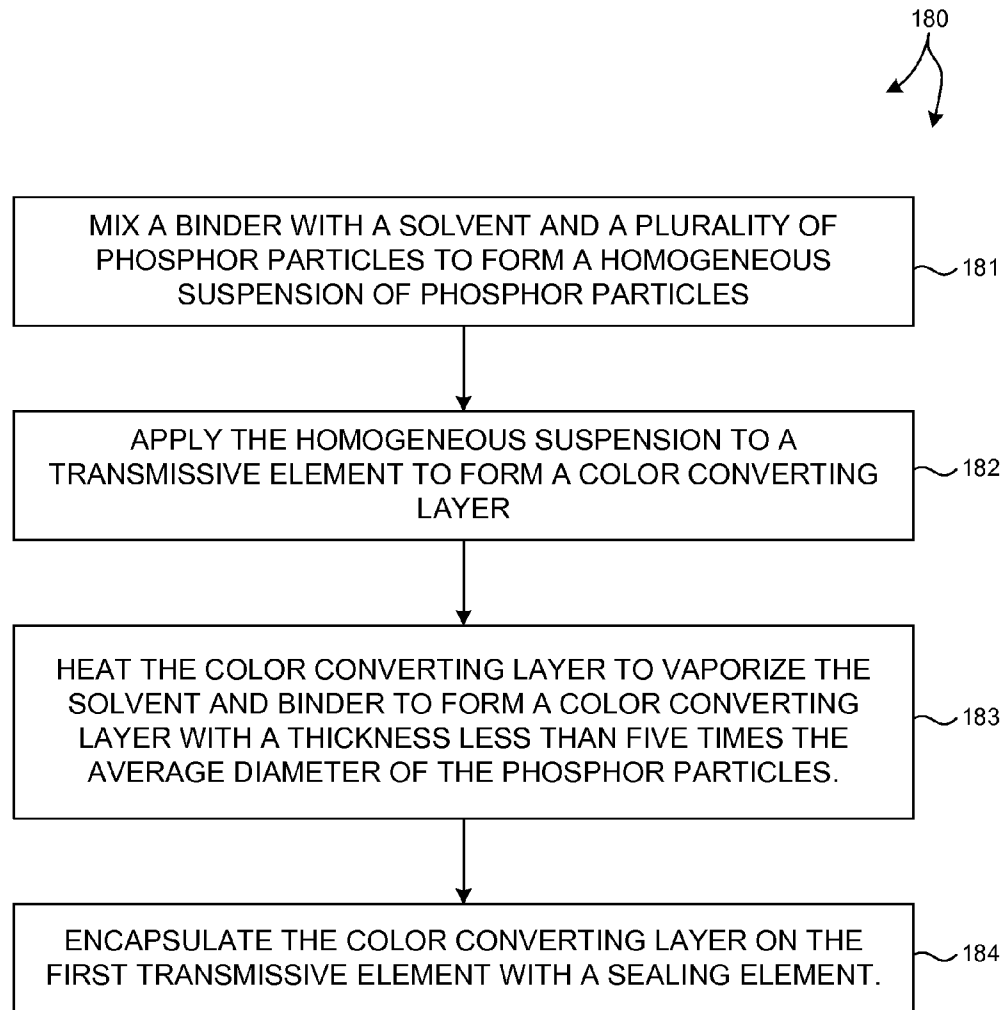 180
MIX A BINDER WITH A SOLVENT AND A PLURALITY OF
PHOSPHOR PARTICLES TO FORM A HOMOGENEOUS
SUSPENSION OF PHOSPHOR PARTICLES
181
APPLY THE HOMOGENEOUS SUSPENSION TO A
TRANSMISSIVE ELEMENT TO FORM A COLOR CONVERTING
LAYER
182
HEAT THE COLOR CONVERTING LAYER TO VAPORIZE THE
SOLVENT AND BINDER TO FORM A COLOR CONVERTING
LAYER WITH A THICKNESS LESS THAN FIVE TIMES THE
AVERAGE DIAMETER OF THE PHOSPHOR PARTICLES.
183
ENCAPSULATE THE COLOR CONVERTING LAYER ON THE
FIRST TRANSMISSIVE ELEMENT WITH A SEALING ELEMENT.
184